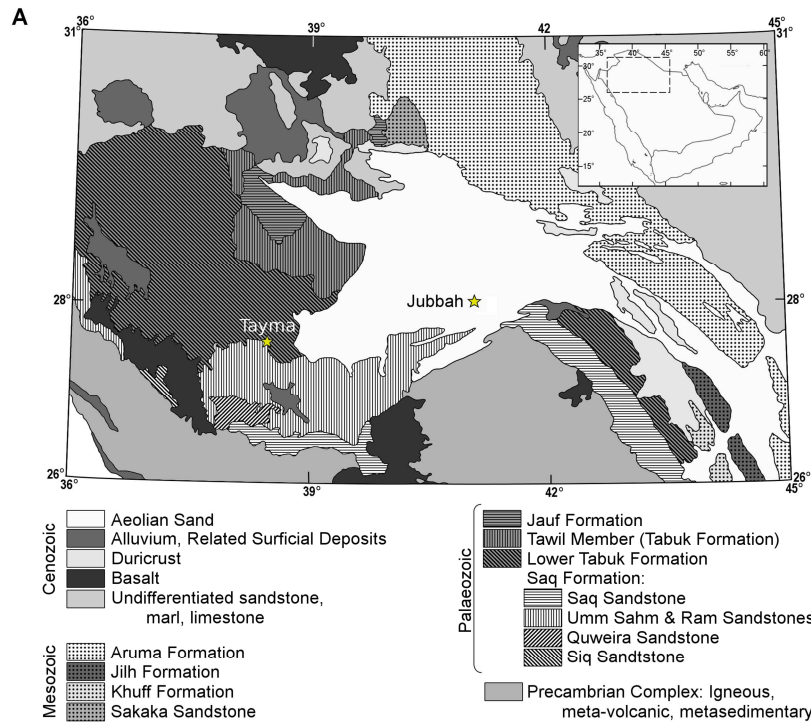 A
36°
39°
42
45°
31°
31°
35° 40° 45° 50° 55° 60°
30°
25°
20°
15°
Jubbah
28°
28°
Tayma
26°
26°
36°
39°
42°
45°
Cenozoic
Aeolian Sand
Alluvium, Related Surficial Deposits
Duricrust
Basalt
Undifferentiated sandstone,
marl, limestone
Mesozoic
Aruma Formation
Jilh Formation
Khuff Formation
Sakaka Sandstone
Palaeozoic
Jauf Formation
Tawil Member (Tabuk Formation)
Lower Tabuk Formation
Saq Formation:
Saq Sandstone
Umm Sahm & Ram Sandstones
Quweira Sandstone
Siq Sandtstone
Precambrian Complex: Igneous,
meta-volcanic, metasedimentary